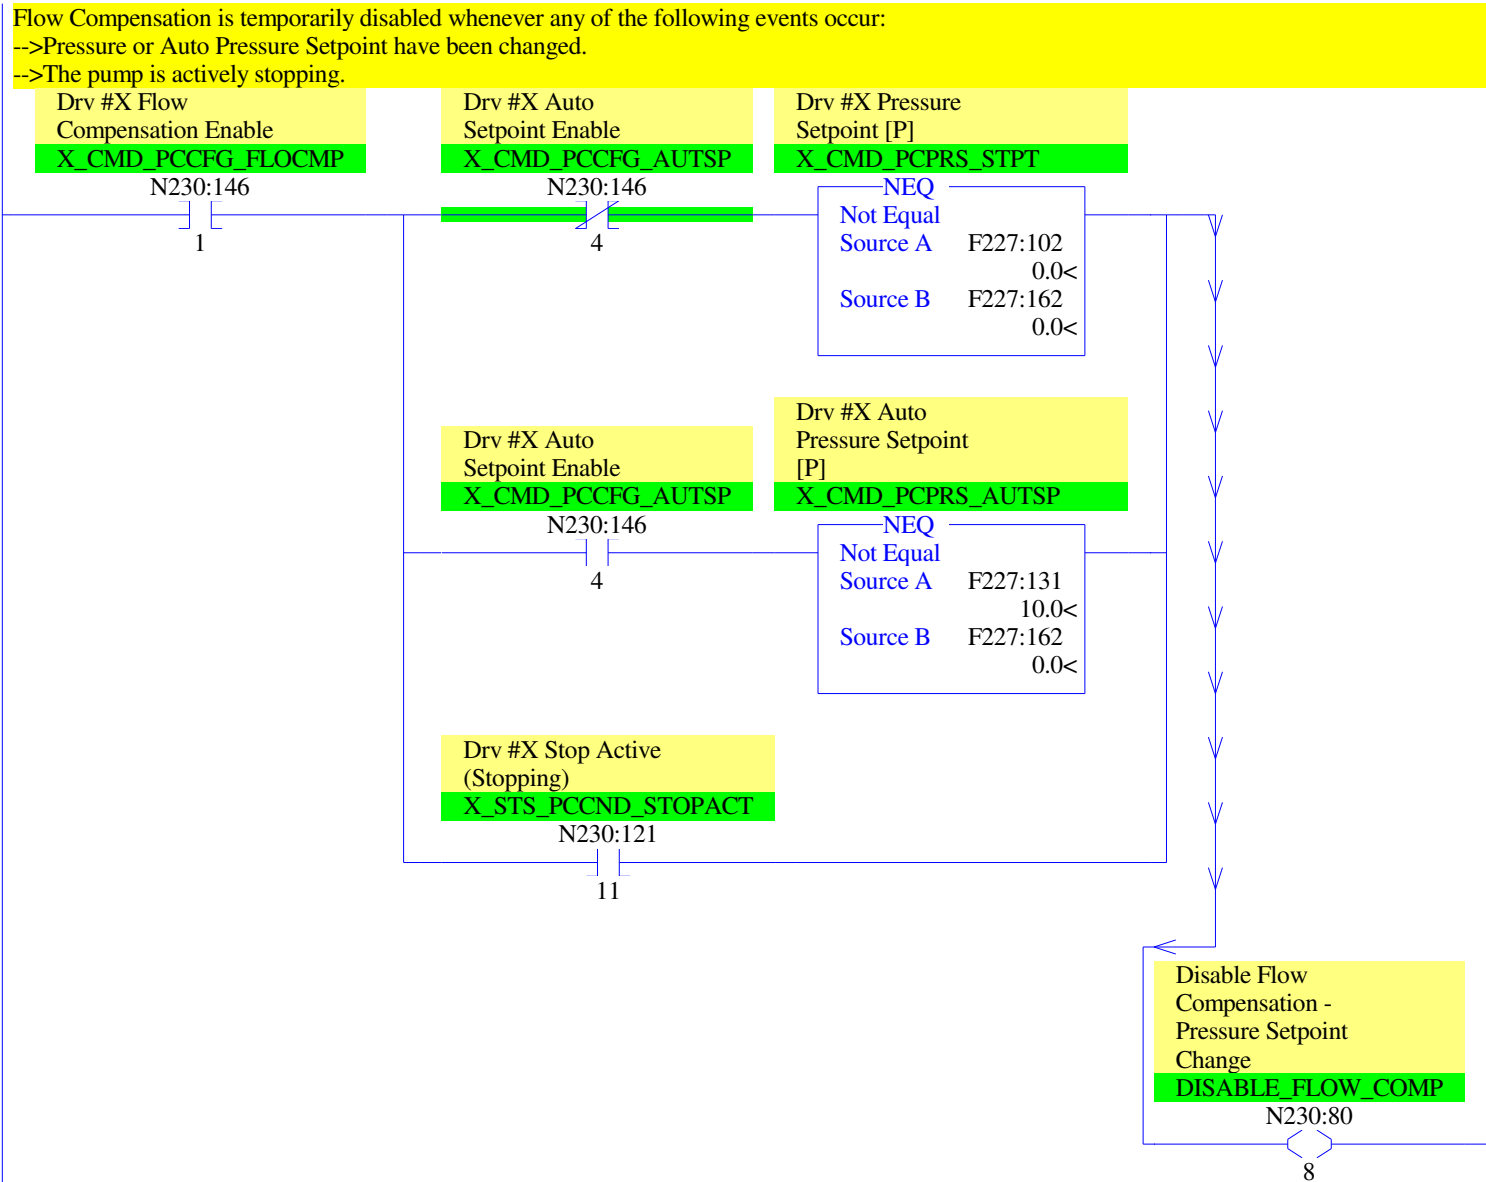 Flow Compensation is temporarily disabled whenever any of the following events occur:
-->Pressure or Auto Pressure Setpoint have been changed.
-->The pump is actively stopping.
Drv #X Flow
Compensation Enable
X_CMD_PCCFG_FLOCMP
N230:146
1
Drv #X Auto
Setpoint Enable
X_CMD_PCCFG_AUTSP
N230:146
4
Drv #X Pressure
Setpoint [P]
X_CMD_PCPRS_STPT
NEQ
Not Equal
Source A F227:102
0.0<
Source B F227:162
0.0<
Drv #X Auto
Setpoint Enable
X_CMD_PCCFG_AUTSP
N230:146
4
Drv #X Auto
Pressure Setpoint
[P]
X_CMD_PCPRS_AUTSP
NEQ
Not Equal
Source A F227:131
10.0<
Source B F227:162
0.0<
Drv #X Stop Active
(Stopping)
X_STS_PCCND_STOPACT
N230:121
11
Disable Flow
Compensation -
Pressure Setpoint
Change
DISABLE_FLOW_COMP
N230:80
8